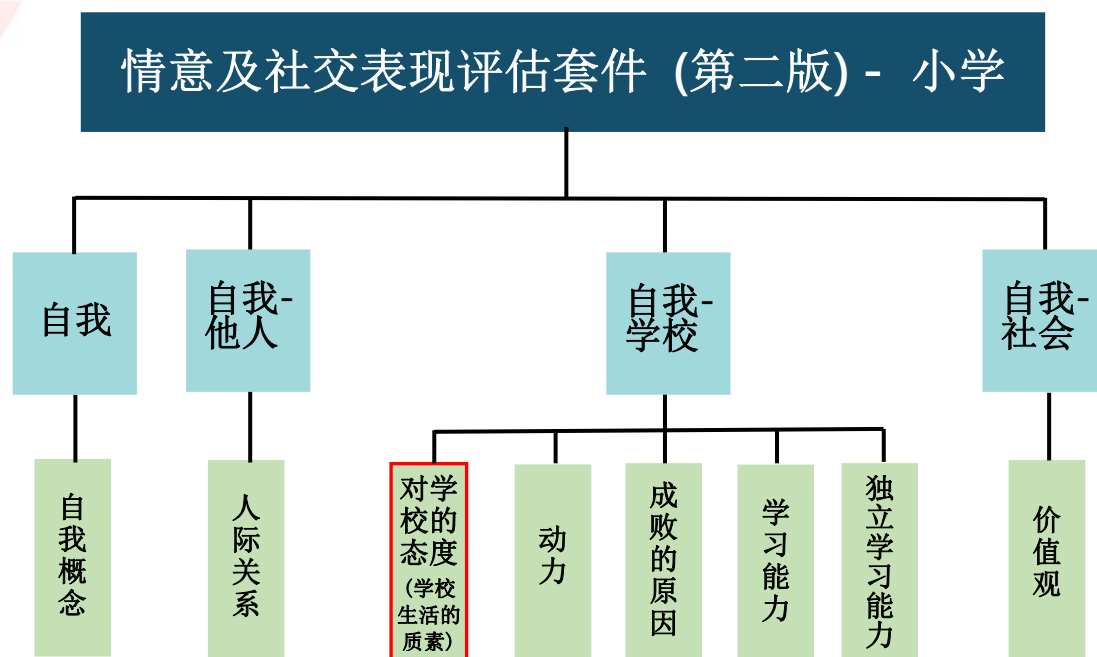 情意及社交表现评估套件 (第二版) - 小学
自我
自我-
他人
自我-
学校
自我-
社会
自我概念
人际关系
对学
校的
态度
(学校
生活的
质素)
动力
成败的原因
学习能力
独立学习能力
价值观